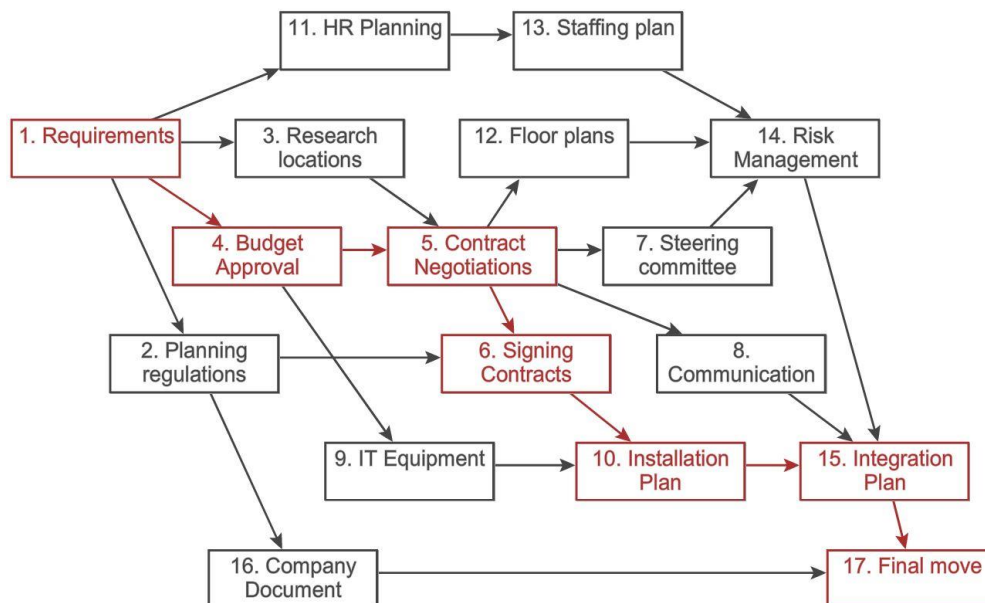 11. HR Planning
13. Staffing plan
1. Requirements
3. Research
locations
12. Floor plans
14. Risk
Management
4. Budget
Approval
5. Contract
Negotiations
7. Steering
committee
2. Planning
regulations
6. Signing
Contracts
8.
Communication
9. IT Equipment
10. Installation
Plan
15. Integration
Plan
16. Company
Document
17. Final move